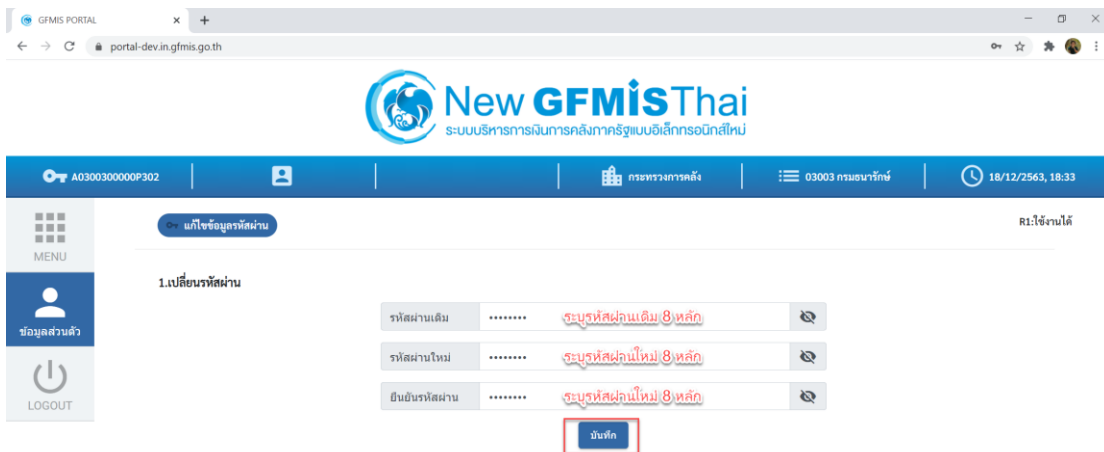 GFMIS PORTAL
portal-dev.in.gfmis.go.th
New GFMIS Thai
ระบบบริหารการเงินการคลังภาครัฐแบบอิเล็กทรอนิกส์ใหม่
A0300300000P302 กระทรวงการคลัง 03003 กรมธนารักษ์ 18/12/2563, 18:33
MENU
แก้ไขข้อมูลรหัสผ่าน R1:ใช้งานได้
1.เปลี่ยนรหัสผ่าน
ข้อมูลส่วนตัว
รหัสผ่านเดิม ........ ระบุรหัสผ่านเดิม 8 หลัก
รหัสผ่านใหม่ ........ ระบุรหัสผ่านใหม่ 8 หลัก
ยืนยันรหัสผ่าน ........ ระบุรหัสผ่านใหม่ 8 หลัก
LOGOUT
บันทึก